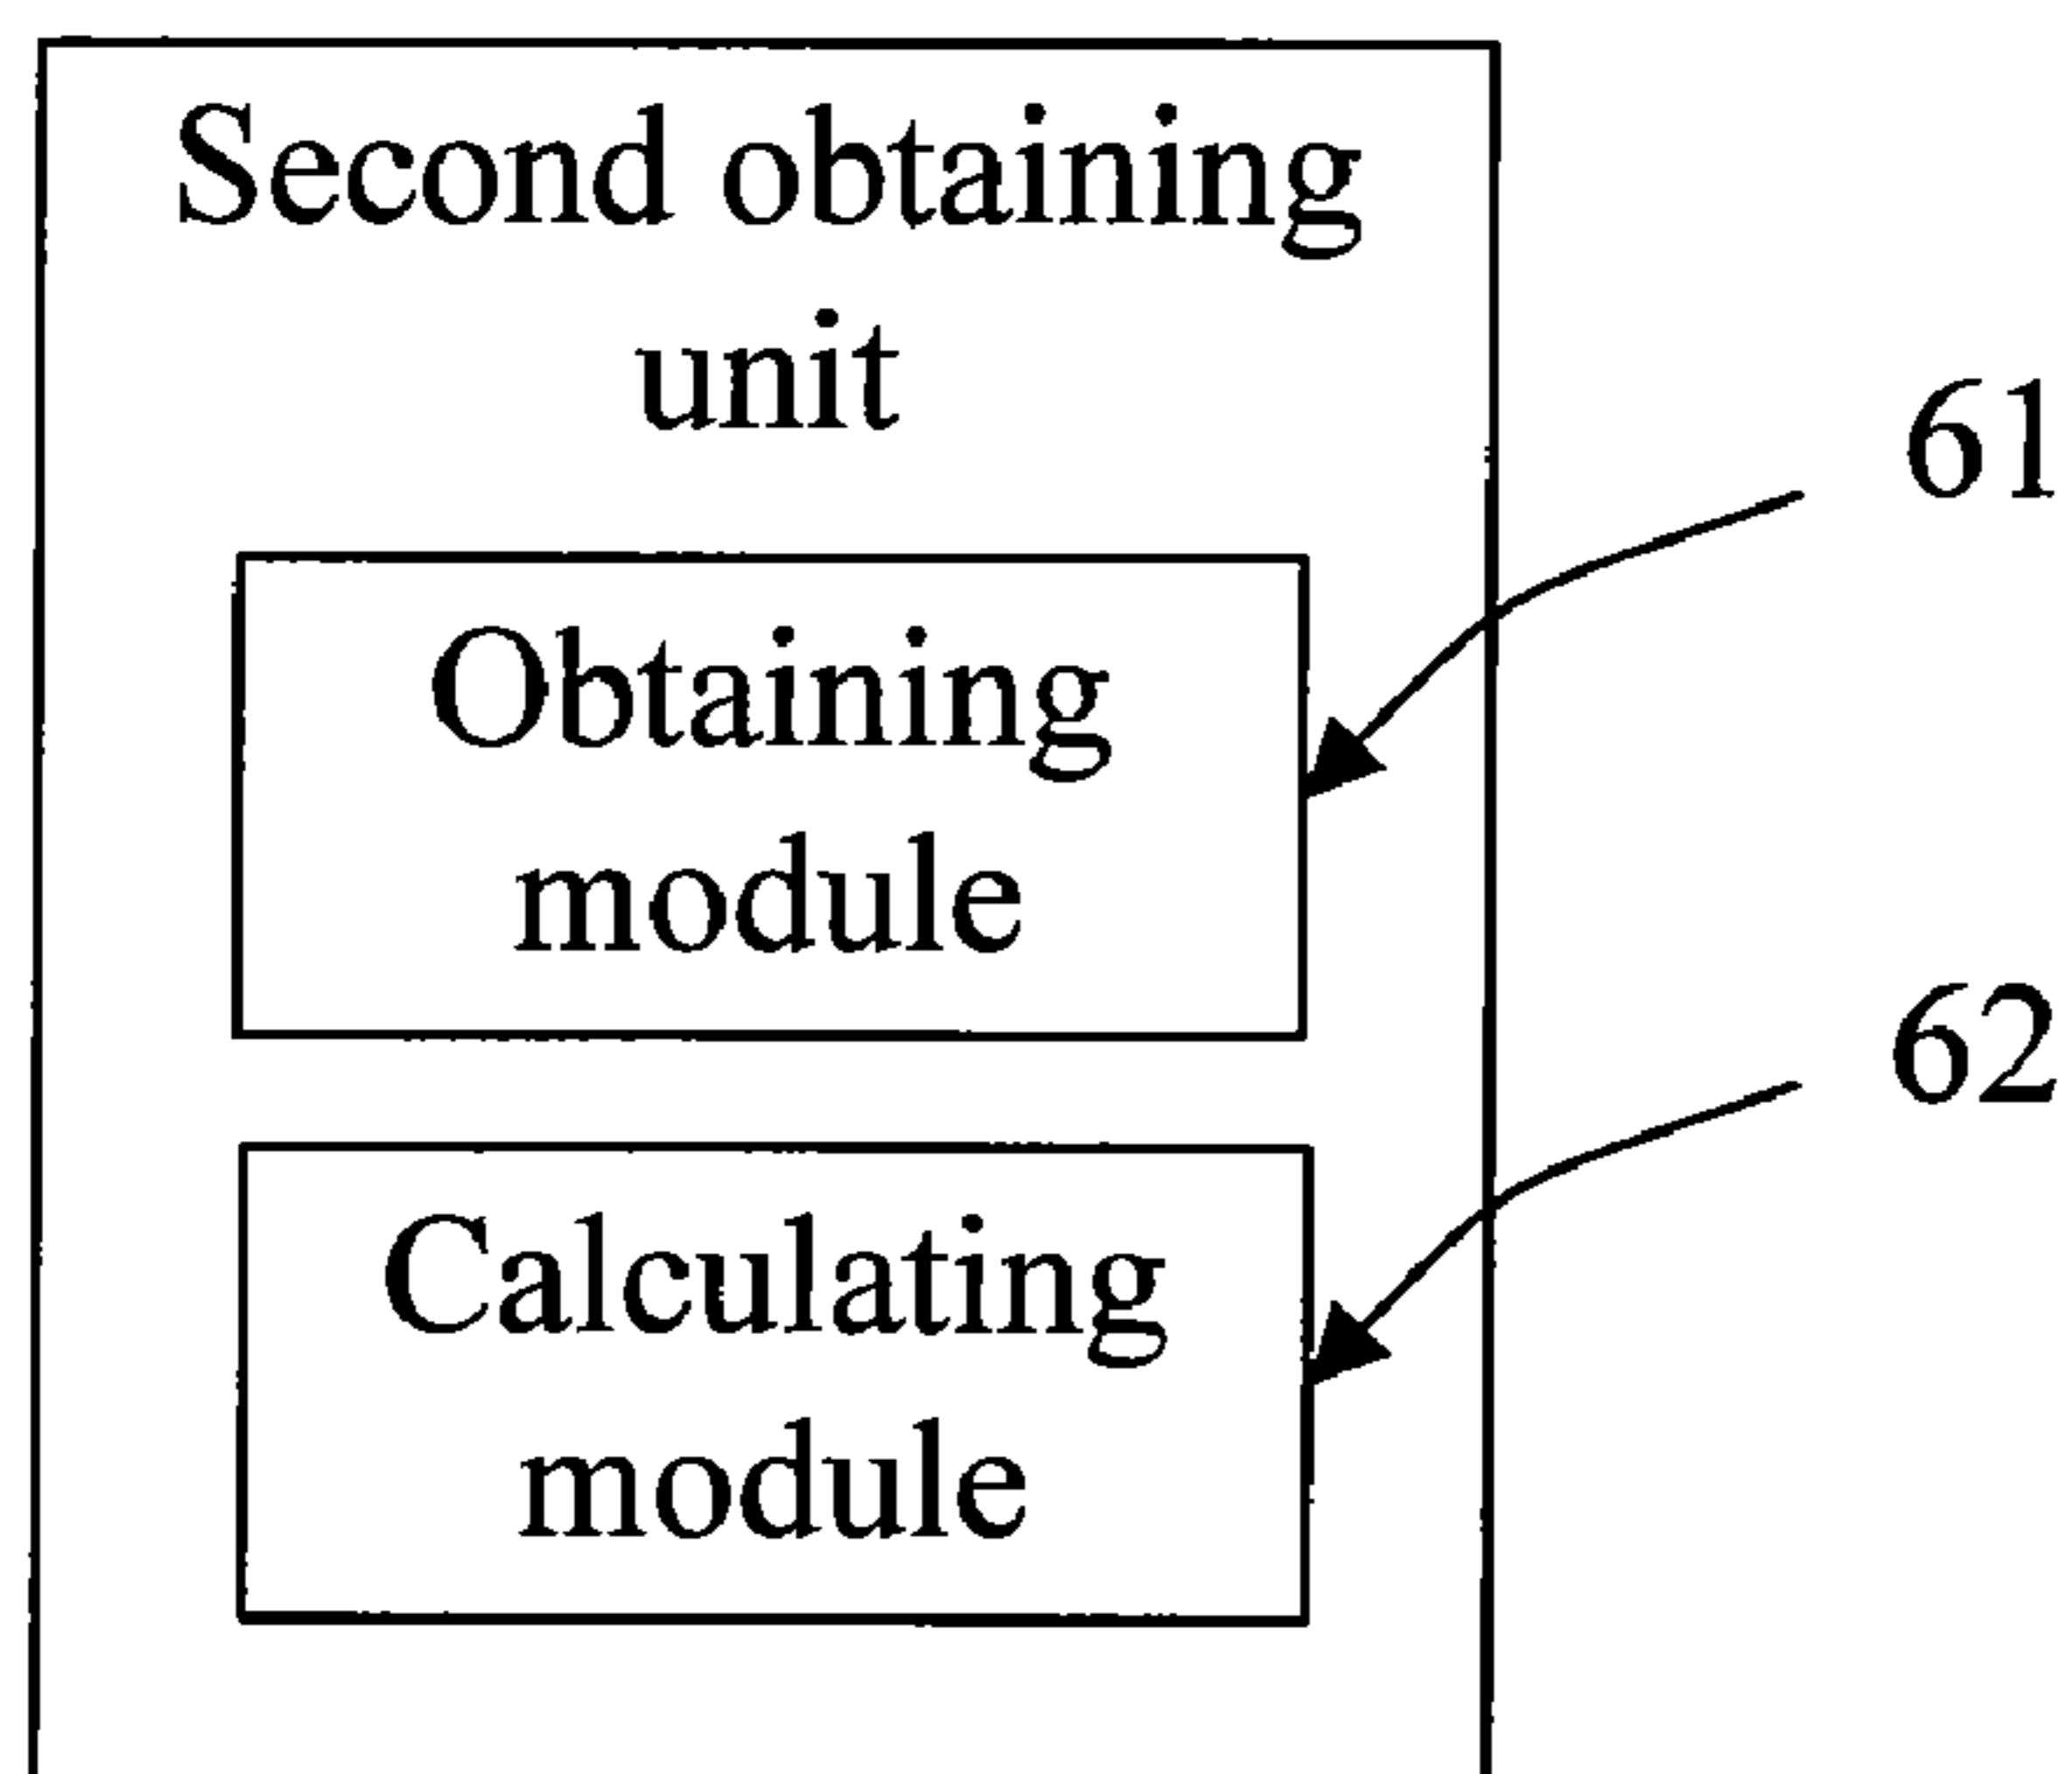 Second obtaining
unit
61
Obtaining
module
62
Calculating
module